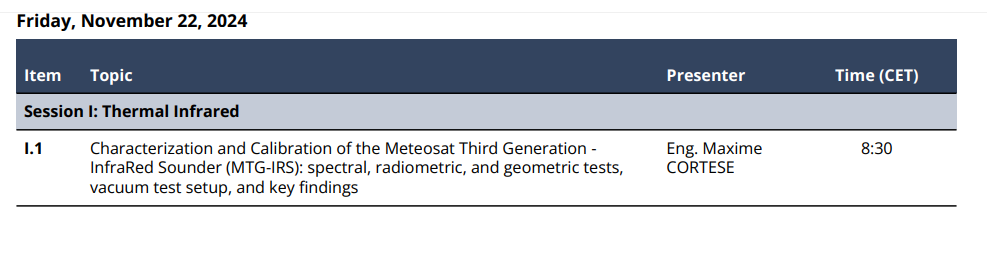 Friday, November 22, 2024
Item Topic Presenter Time (CET)
Session I: Thermal Infrared
I.1 Characterization and Calibration of the Meteosat Third Generation - Eng. Maxime 8:30
InfraRed Sounder (MTG-IRS): spectral, radiometric, and geometric tests, CORTESE
vacuum test setup, and key findings